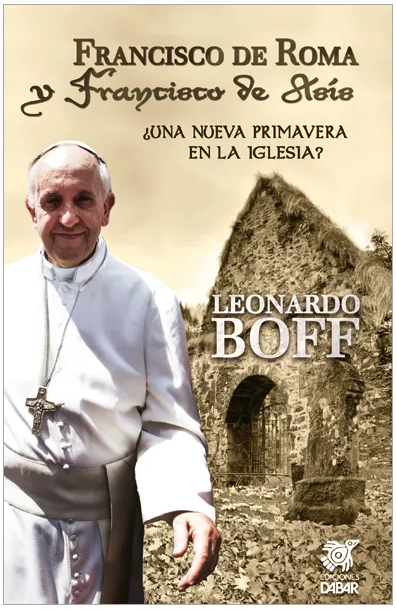 FRANCISCO DE ROMA
y Francisco de Asís
¿UNA NUEVA PRIMAVERA
EN LA IGLESIA?
LEONARDO
BOFF
EDICIONES
DABAR